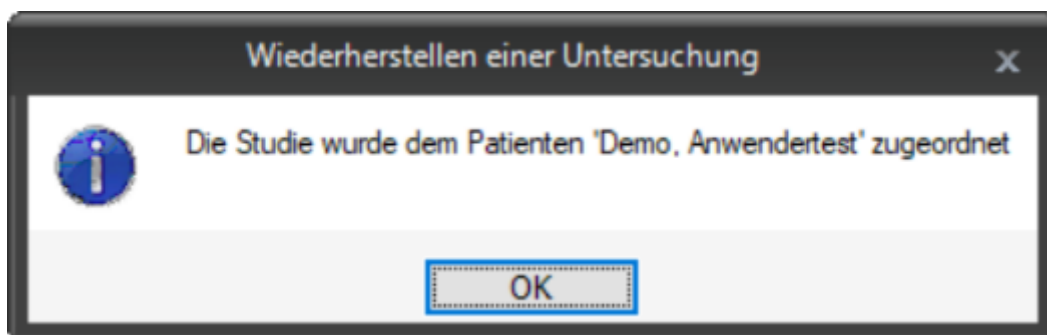 Wiederherstellen einer Untersuchung x
Die Studie wurde dem Patienten 'Demo, Anwendertest' zugeordnet
OK